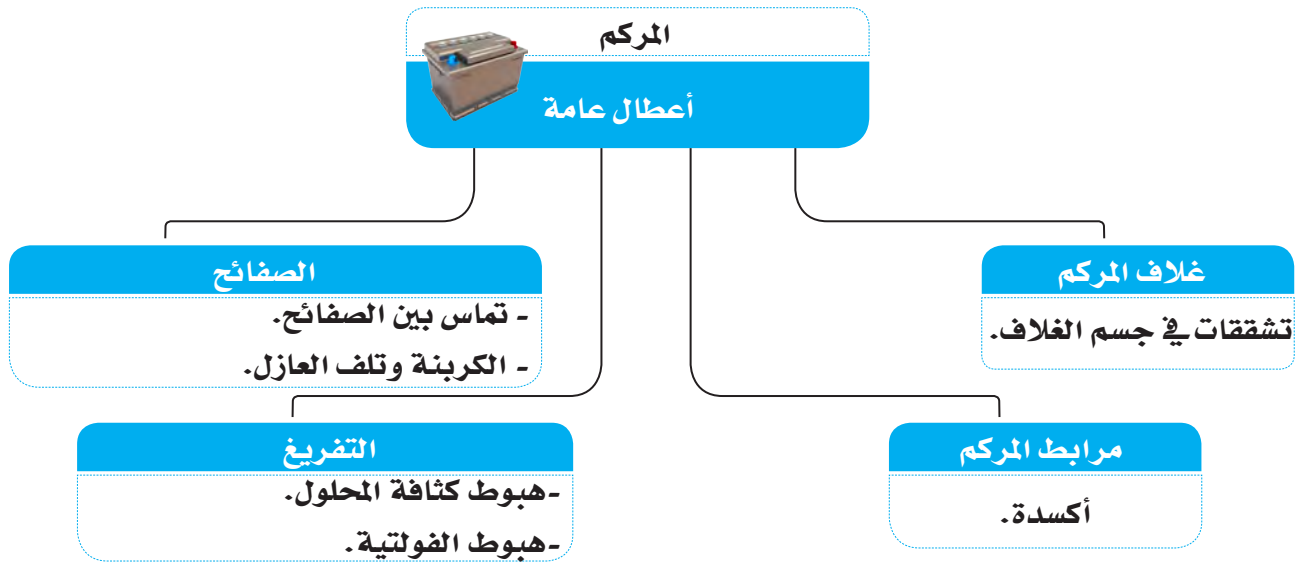 المركم
أعطال عامة
غلاف المركم
تشققات في جسم الغلاف.
الصفائح
- تماس بين الصفائح.
- الكربنة وتلف العازل.
مرابط المركم
أكسدة.
التفريغ
-هبوط كثافة المحلول.
-هبوط الفولتية.